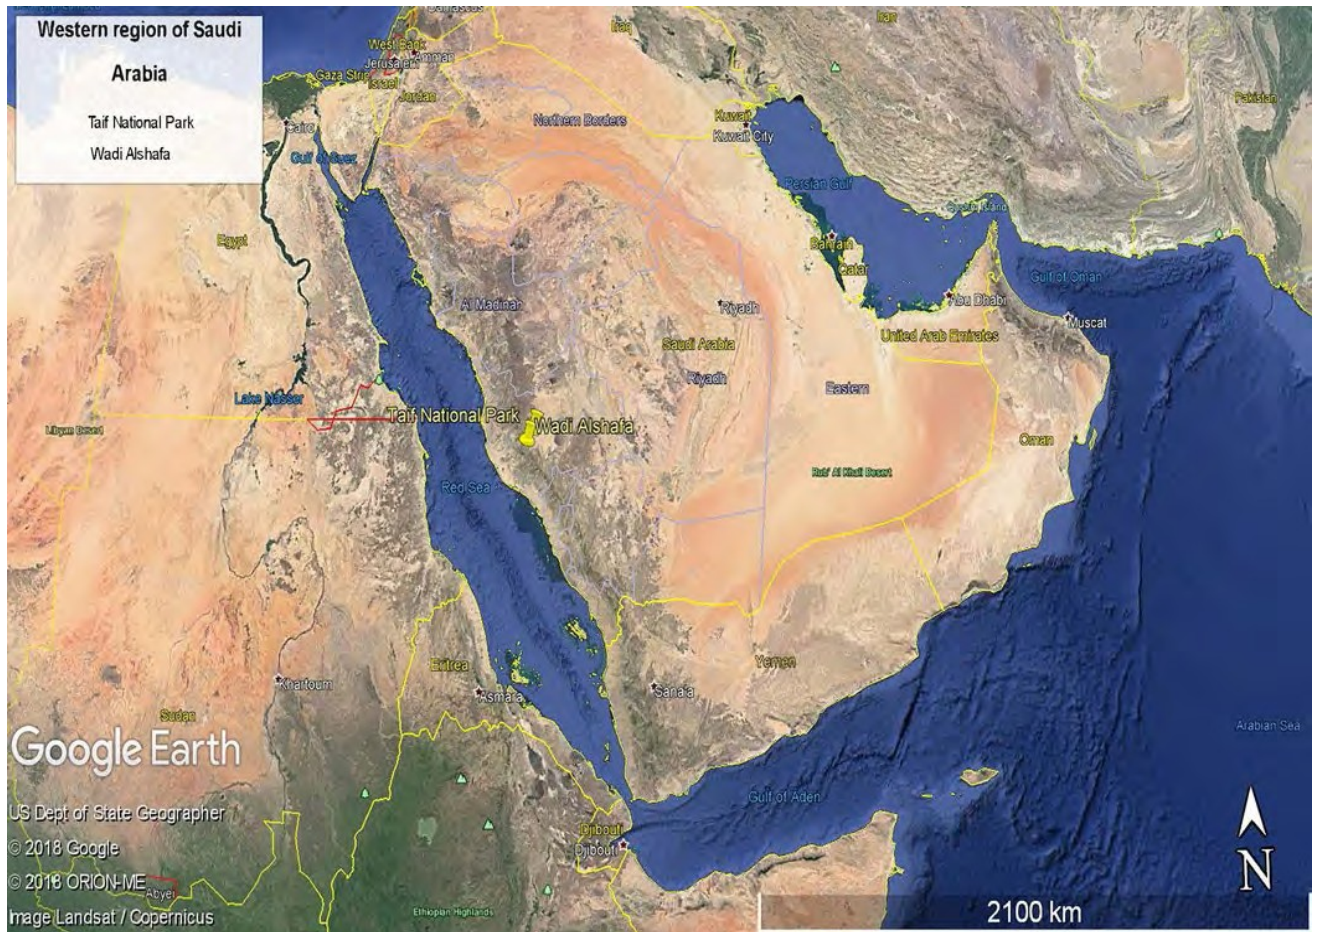 Western region of Saudi
Arabia
Taif National Park
Wadi Alshafa
Damascus
Iraq
Iran
West Bank
Jerusalem
Amman
Gaza Strip
Israel
Jordan
Pakistan
Cairo
Northern Borders
Kuwait
Kuwait City
Gulf of Suez
Persian Gulf
Egypt
Bahrain
Qatar
Gulf of Oman
Al Madinah
Riyadh
Abu Dhabi
Muscat
Saudi Arabia
United Arab Emirates
Riyadh
Eastern
Lake Nasser
Taif National Park
Wadi Alshafa
Libyan Desert
Oman
Rub' Al Khali Desert
Red Sea
Eritrea
Yemen
Khartoum
Asmara
Sana'a
Sudan
Arabian Sea
Google Earth
Gulf of Aden
US Dept of State Geographer
Djibouti
Djibouti
© 2018 Google
© 2018 ORION-ME
Abyei
Image Landsat / Copernicus
Ethiopian Highlands
N
2100 km